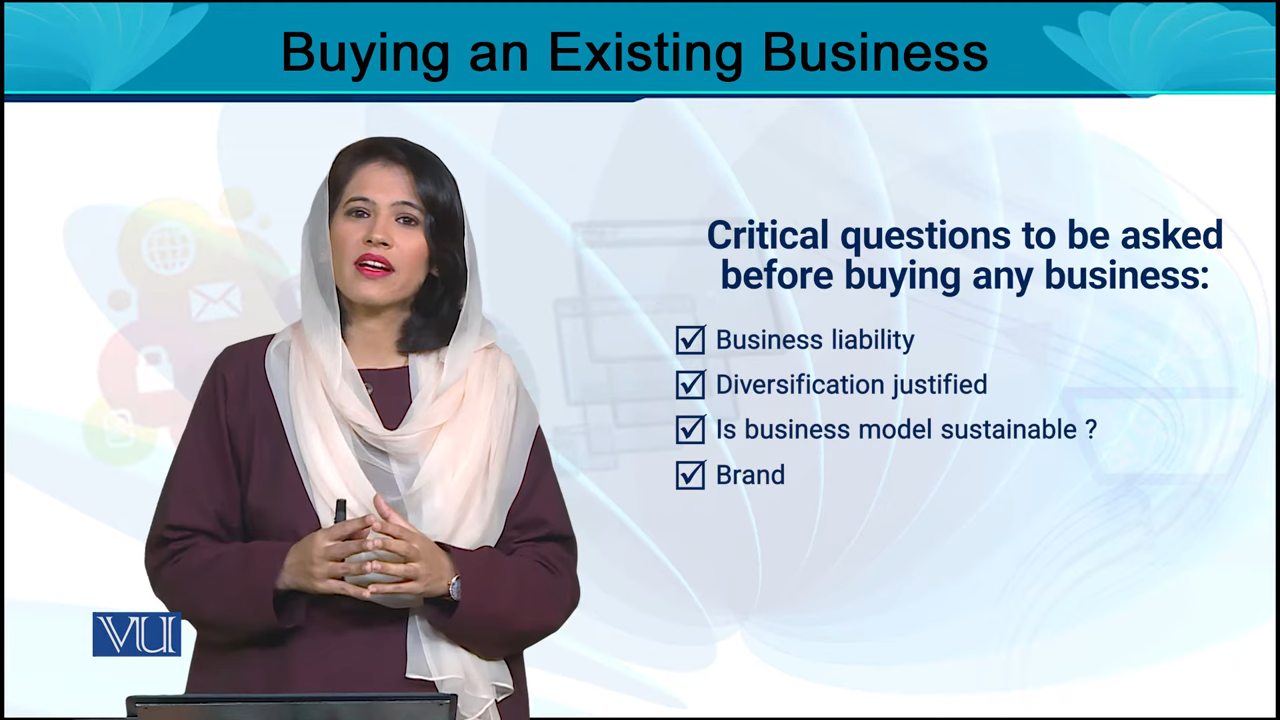 Buying an Existing Business
Critical questions to be asked
before buying any business:
Business liability
Diversification justified
Is business model sustainable ?
Brand
VU